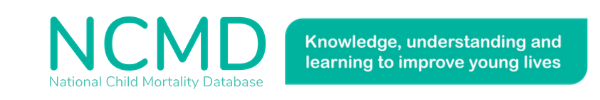 NCMD
National Child Mortality Database
Knowledge, understanding and
learning to improve young lives